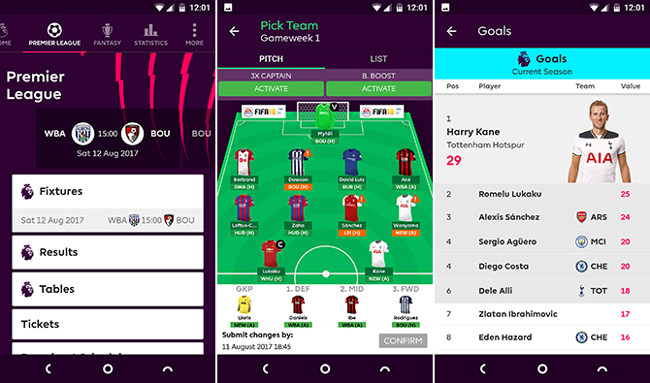 12:01
OME
PREMIER LEAGUE
FANTASY
STATISTICS
MORE
Premier
League
WBA 15:00 BOU
Sat 12 Aug 2017
Fixtures
Sat 12 Aug 2017 WBA 15:00 BOU
Results
Tables
Tickets
12:01
Pick Team
Gameweek 1
PITCH LIST
3X CAPTAIN B. BOOST
ACTIVATE ACTIVATE
FIFA18 FIFA18
V
Myhill
BOU (H)
Bertrand Dawson David Luiz Aké
SWA (H) BOU (H) BUR (H) WBA (A)
Loftus-C... Zaha Sánchez Wanyama
HUD (H) HUD (H) LEI (H) NEW (A)
C
Lukaku Kane
WHU (H) NEW (A)
GKP 1. DEF 2. MID 3. FWD
Lloris Daniels Ibe Rodriguez
NEW (A) WBA (A) WBA (A) BOU (H)
Submit changes by:
11 August 2017 18:45
CONFIRM
12:01
Goals
Goals
Current Season
Pos Player Team Value
1
Harry Kane
Tottenham Hotspur
29
AIA
2 Romelu Lukaku 25
3 Alexis Sánchez ARS 24
4 Sergio Agüero MCI 20
4 Diego Costa CHE 20
6 Dele Alli TOT 18
7 Zlatan Ibrahimovic 17
8 Eden Hazard CHE 16